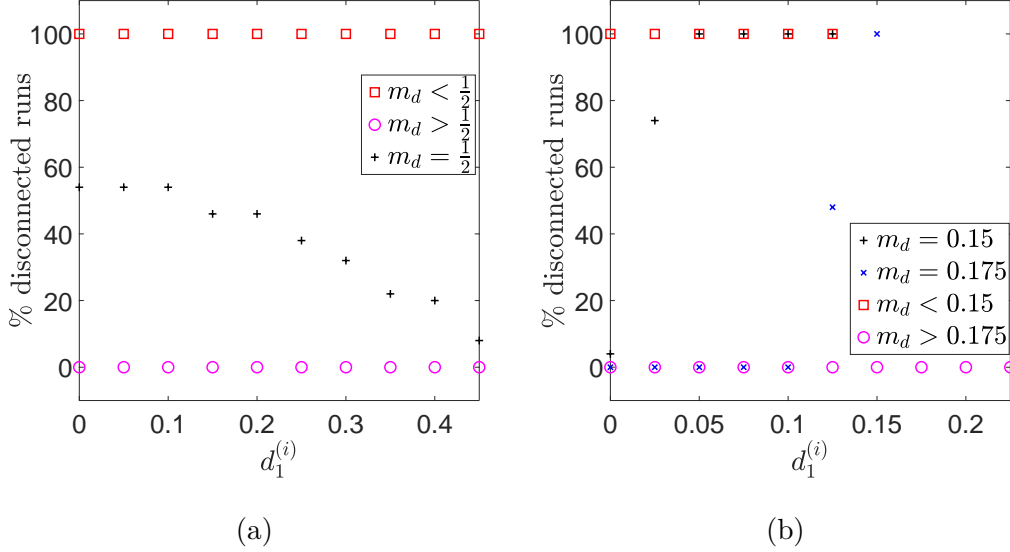 % disconnected runs
100
80
60
40
20
0
0
0.1
0.2
0.3
0.4
d_1^{(i)}
m_d < \frac{1}{2}
m_d > \frac{1}{2}
m_d = \frac{1}{2}
(a)
% disconnected runs
100
80
60
40
20
0
0
0.05
0.1
0.15
0.2
d_1^{(i)}
m_d = 0.15
m_d = 0.175
m_d < 0.15
m_d > 0.175
(b)